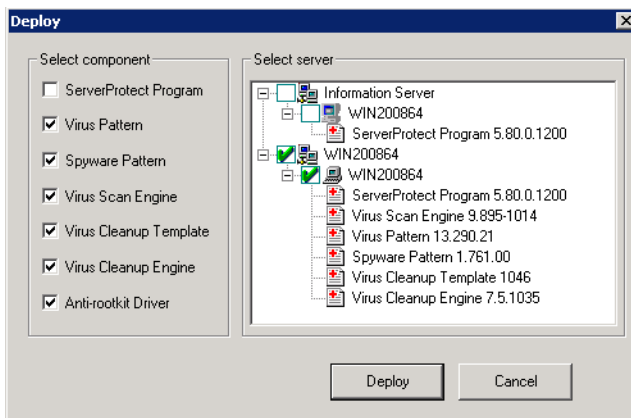 Deploy
Select component
ServerProtect Program
Virus Pattern
Spyware Pattern
Virus Scan Engine
Virus Cleanup Template
Virus Cleanup Engine
Anti-rootkit Driver
Select server
Information Server
WIN200864
ServerProtect Program 5.80.0.1200
WIN200864
WIN200864
ServerProtect Program 5.80.0.1200
Virus Scan Engine 9.895-1014
Virus Pattern 13.290.21
Spyware Pattern 1.761.00
Virus Cleanup Template 1046
Virus Cleanup Engine 7.5.1035
Deploy
Cancel